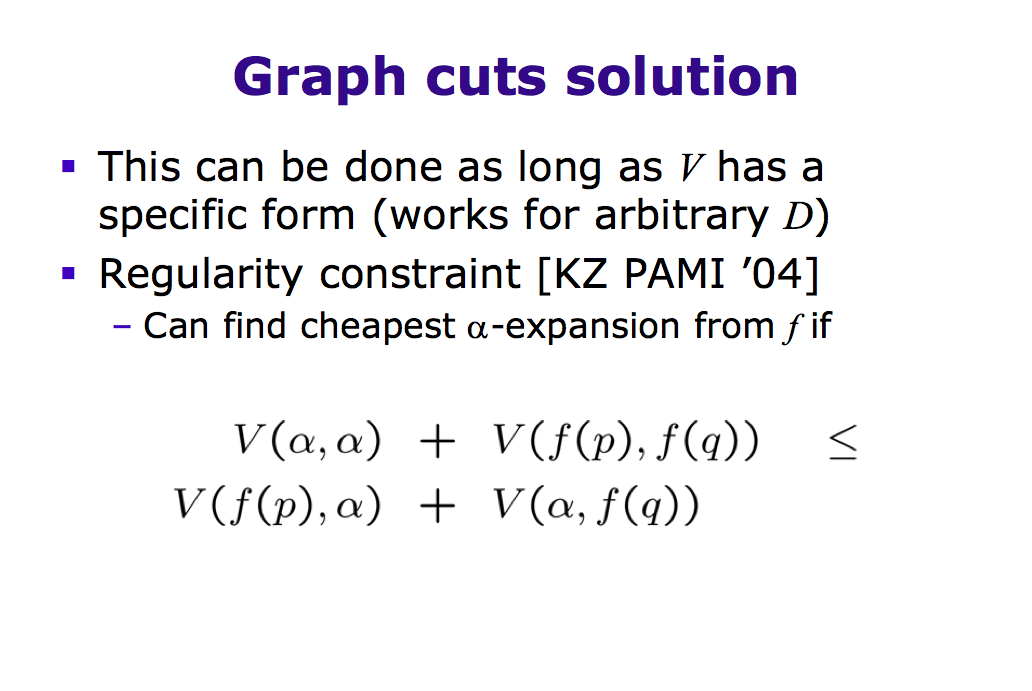 Graph cuts solution
▪ This can be done as long as V has a
specific form (works for arbitrary D)
▪ Regularity constraint [KZ PAMI ’04]
– Can find cheapest α-expansion from f if
V(α, α) + V(f(p), f(q)) ≤
V(f(p), α) + V(α, f(q))